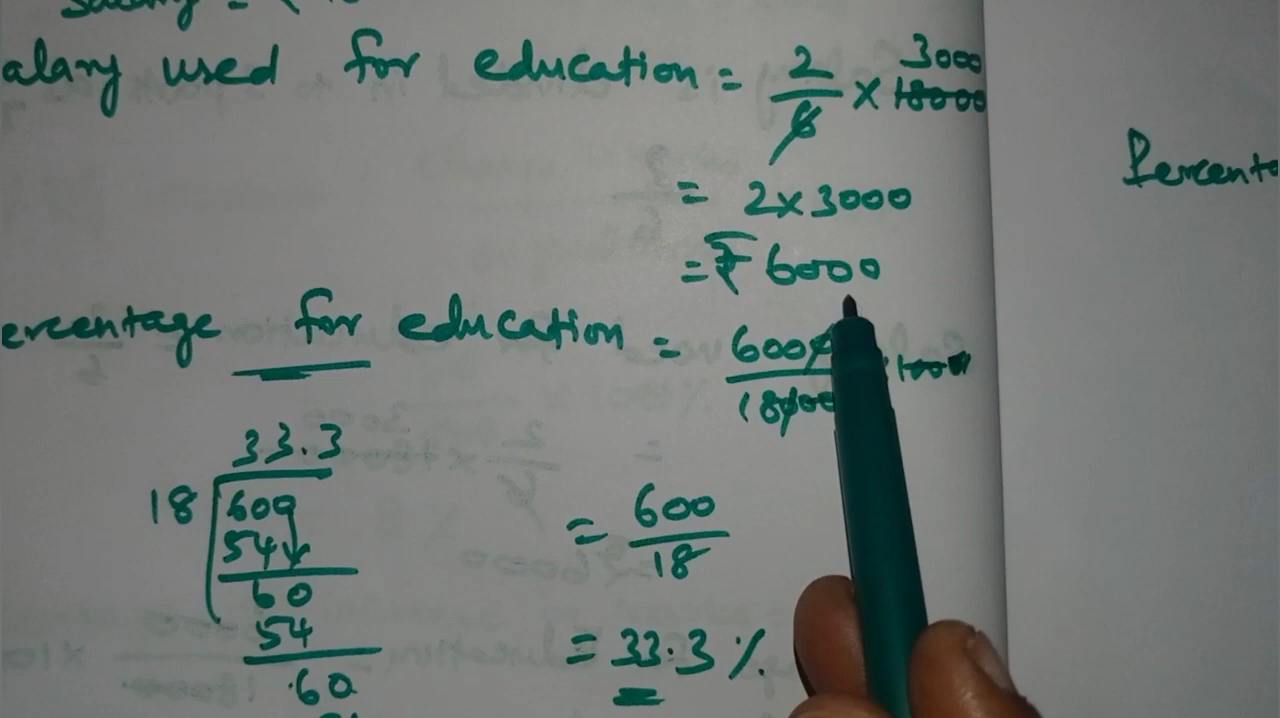 alary used for education = 2/6 × 18000 3000
= 2×3000
= ₹ 6000
ercentage for education = 6000/18000
33.3
18 600
54
60
54
60
= 600/18
= 33.3 %
Percenta